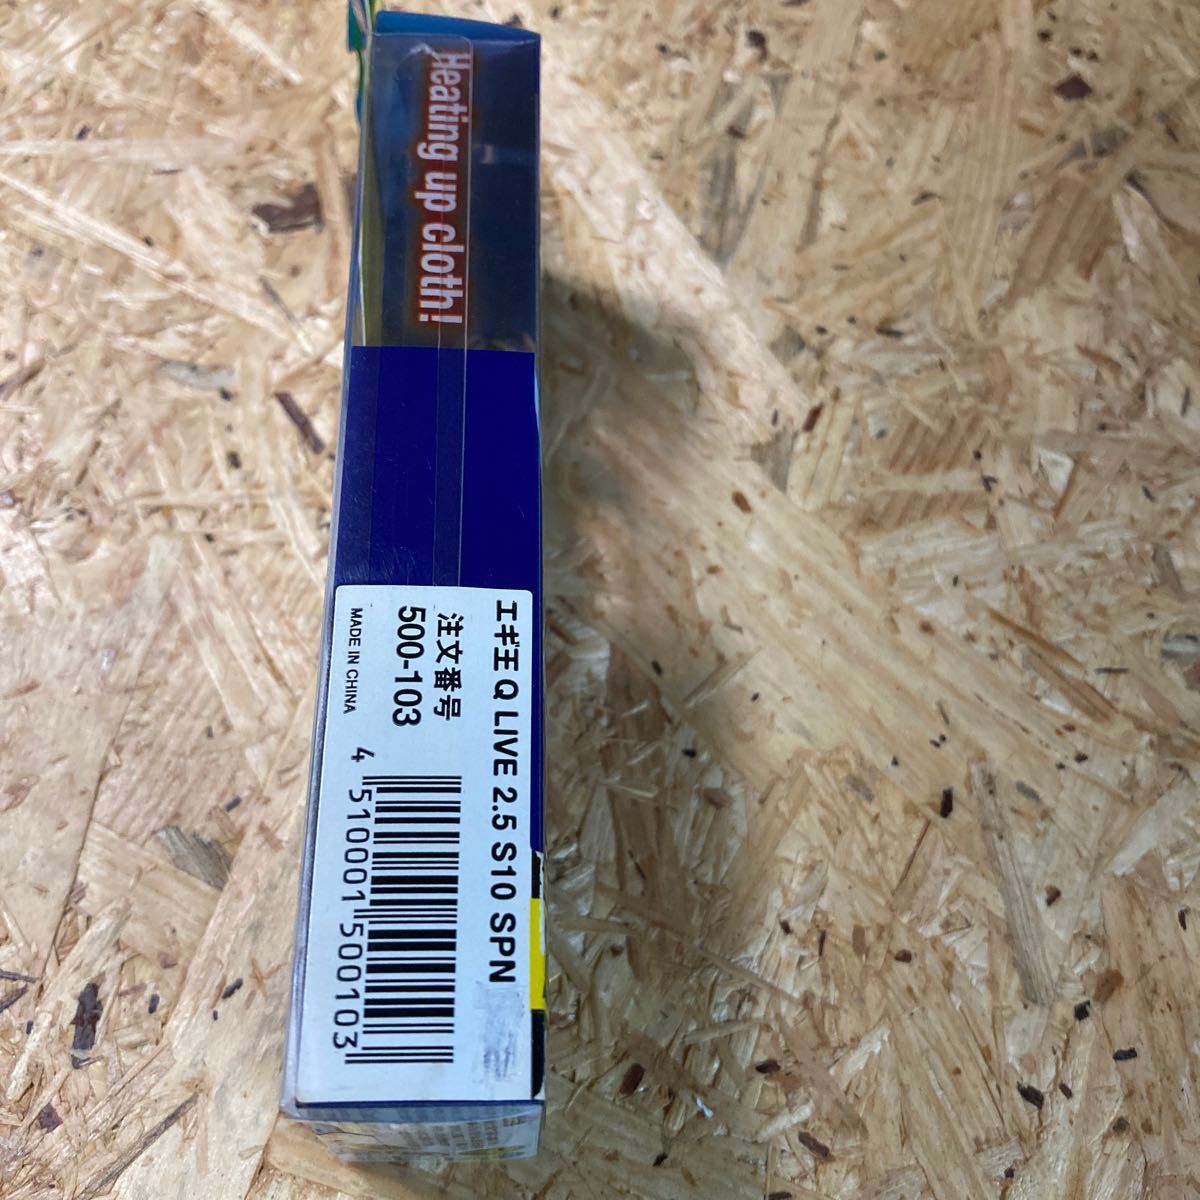 Heating up cloth!
エギ王 Q LIVE 2.5 S10 SPN
注文番号
500-103
MADE IN CHINA
4 510001 500103